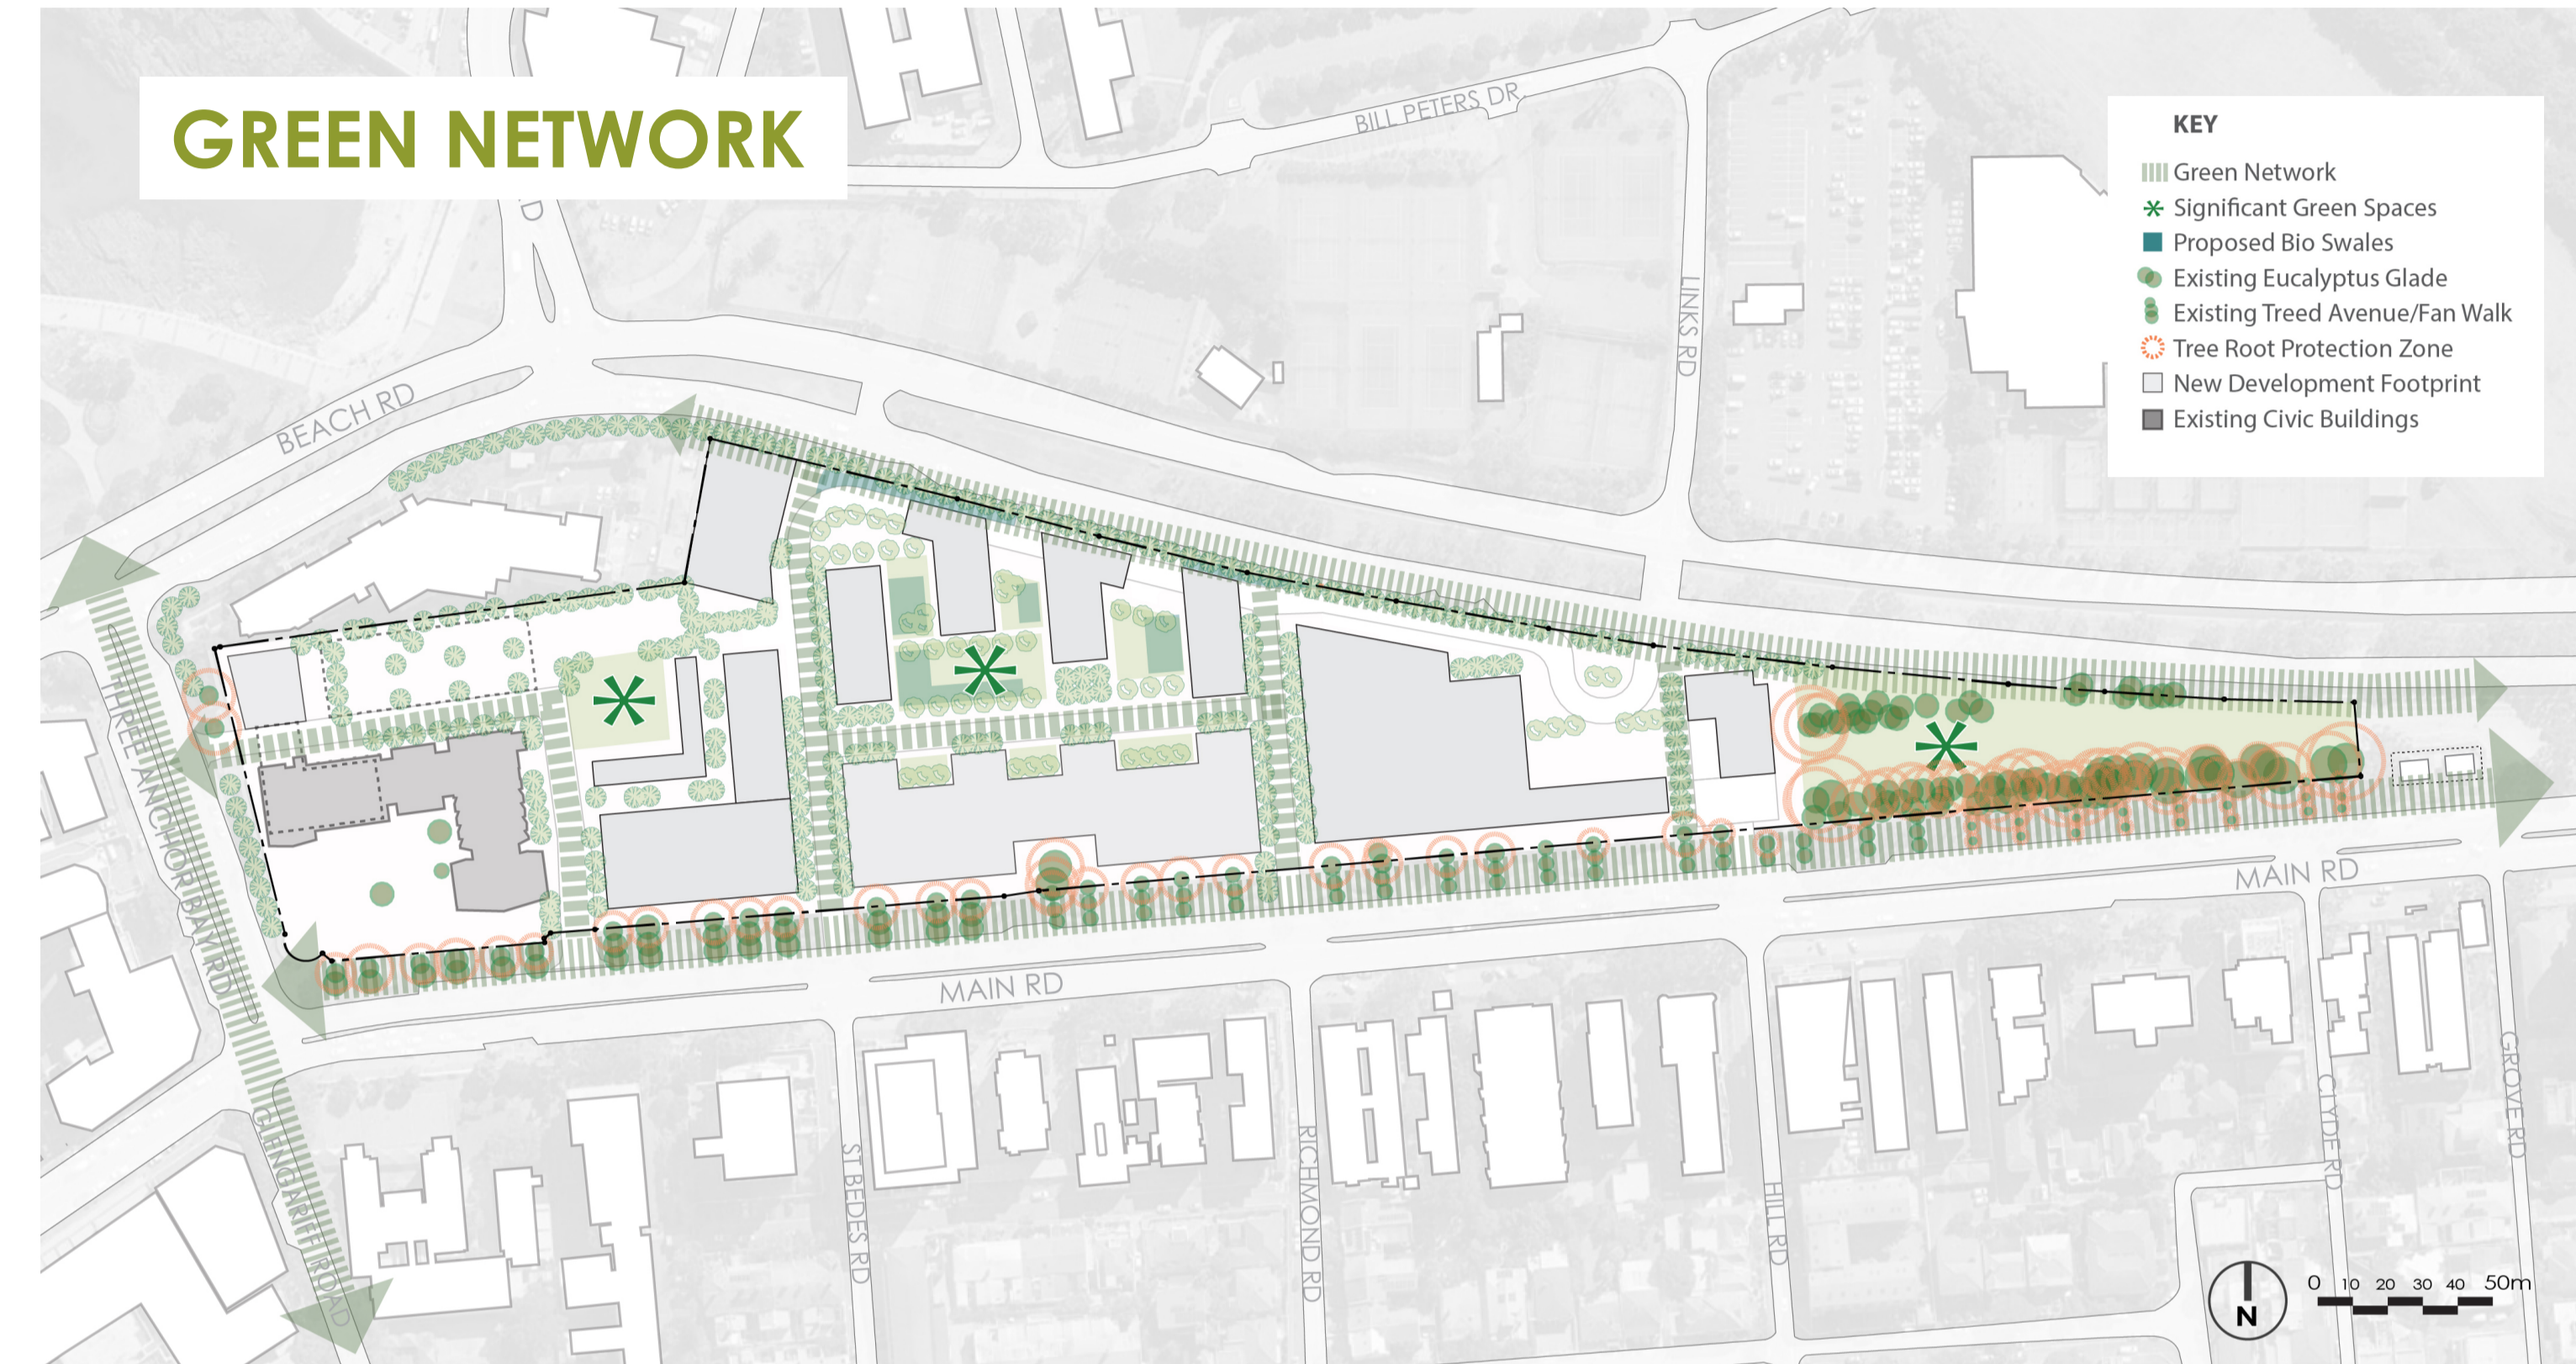 GREEN NETWORK
BILL PETERS DR
D
KEY
Green Network
Significant Green Spaces
Proposed Bio Swales
Existing Eucalyptus Glade
Existing Treed Avenue/Fan Walk
Tree Root Protection Zone
New Development Footprint
Existing Civic Buildings
LINKS RD
BEACH RD
THREE ANCHOR BAY RD
MAIN RD
MAIN RD
GLENGARIFF ROAD
ST BEDES RD
RICHMOND RD
HILL RD
CLYDE RD
GROVE RD
N
0 10 20 30 40 50m